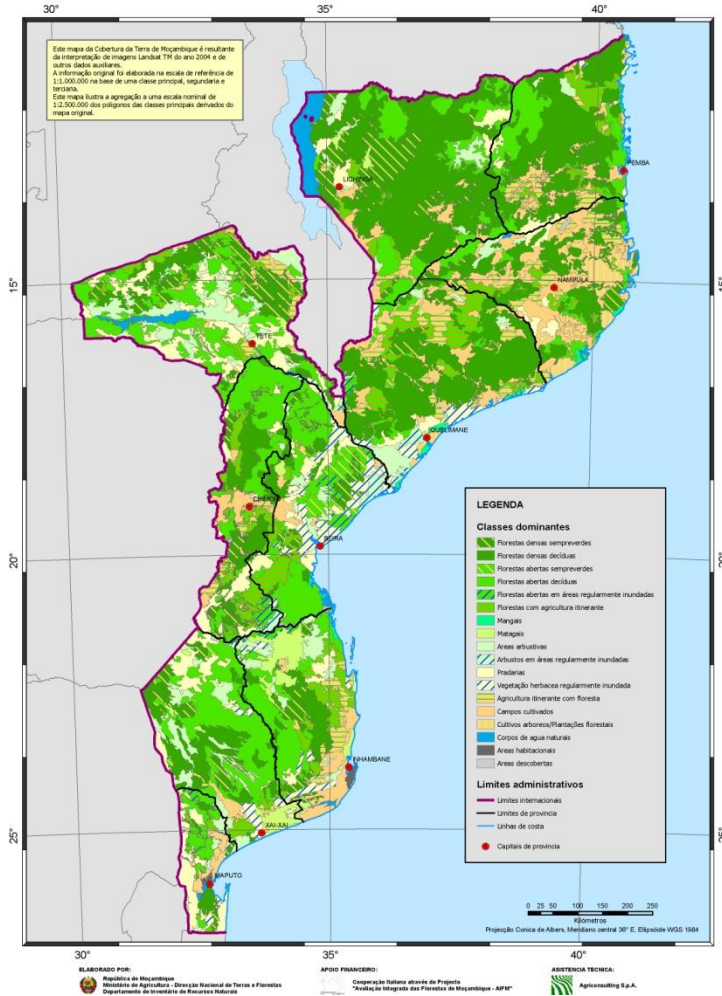 35°
40°
Este mapa da Cobertura da Terra de Moçambique é resultante
da interpretação de imagens Landsat TM do ano 2004 e de
outros dados auxiliares.
A informação original foi elaborada na escala de referência de
1:1.000.000 na base de uma classe principal, segundaria e
terciaria.
Este mapa ilustra a agregação a uma escala nominal de
1:2.500.000 dos polígonos das classes principais derivados do
mapa original.
PEMBA
LICHINGA
15°
15°
NAMPULA
TETE
QUELIMANE
CHIMOIO
BEIRA
20°
20°
INHAMBANE
XAI-XAI
25°
25°
MAPUTO
LEGENDA
Classes dominantes
Florestas densas sempreverdes
Florestas densas decíduas
Florestas abertas sempreverdes
Florestas abertas decíduas
Florestas abertas em áreas regularmente inundadas
Florestas com agricultura itinerante
Mangais
Matagais
Areas arbustivas
Arbustos em áreas regularmente inundadas
Pradarias
Vegetação herbacea regularmente inundada
Agricultura itinerante com floresta
Campos cultivados
Cultivos arboreos/Plantações florestais
Corpos de agua naturais
Areas habitacionais
Areas descobertas
Limites administrativos
Limites internacionais
Limites de provincia
Linhas de costa
Capitais de provincia
0 25 50 100 150 200 250
Kilómetros
Projecção Conica de Albers, Meridiano central 36° E, Elipsóide WGS 1984
30°
35°
40°
ELABORADO POR:
República de Moçambique
Ministério de Agricultura - Direcção Nacional de Terras e Florestas
Departamento de Inventário de Recursos Naturais
APOIO FINANCEIRO:
Cooperação Italiana através de Projecto
"Avaliação Integrada das Florestas de Moçambique - AIFM"
ASISTENCIA TECNICA:
Agriconsulting S.p.A.